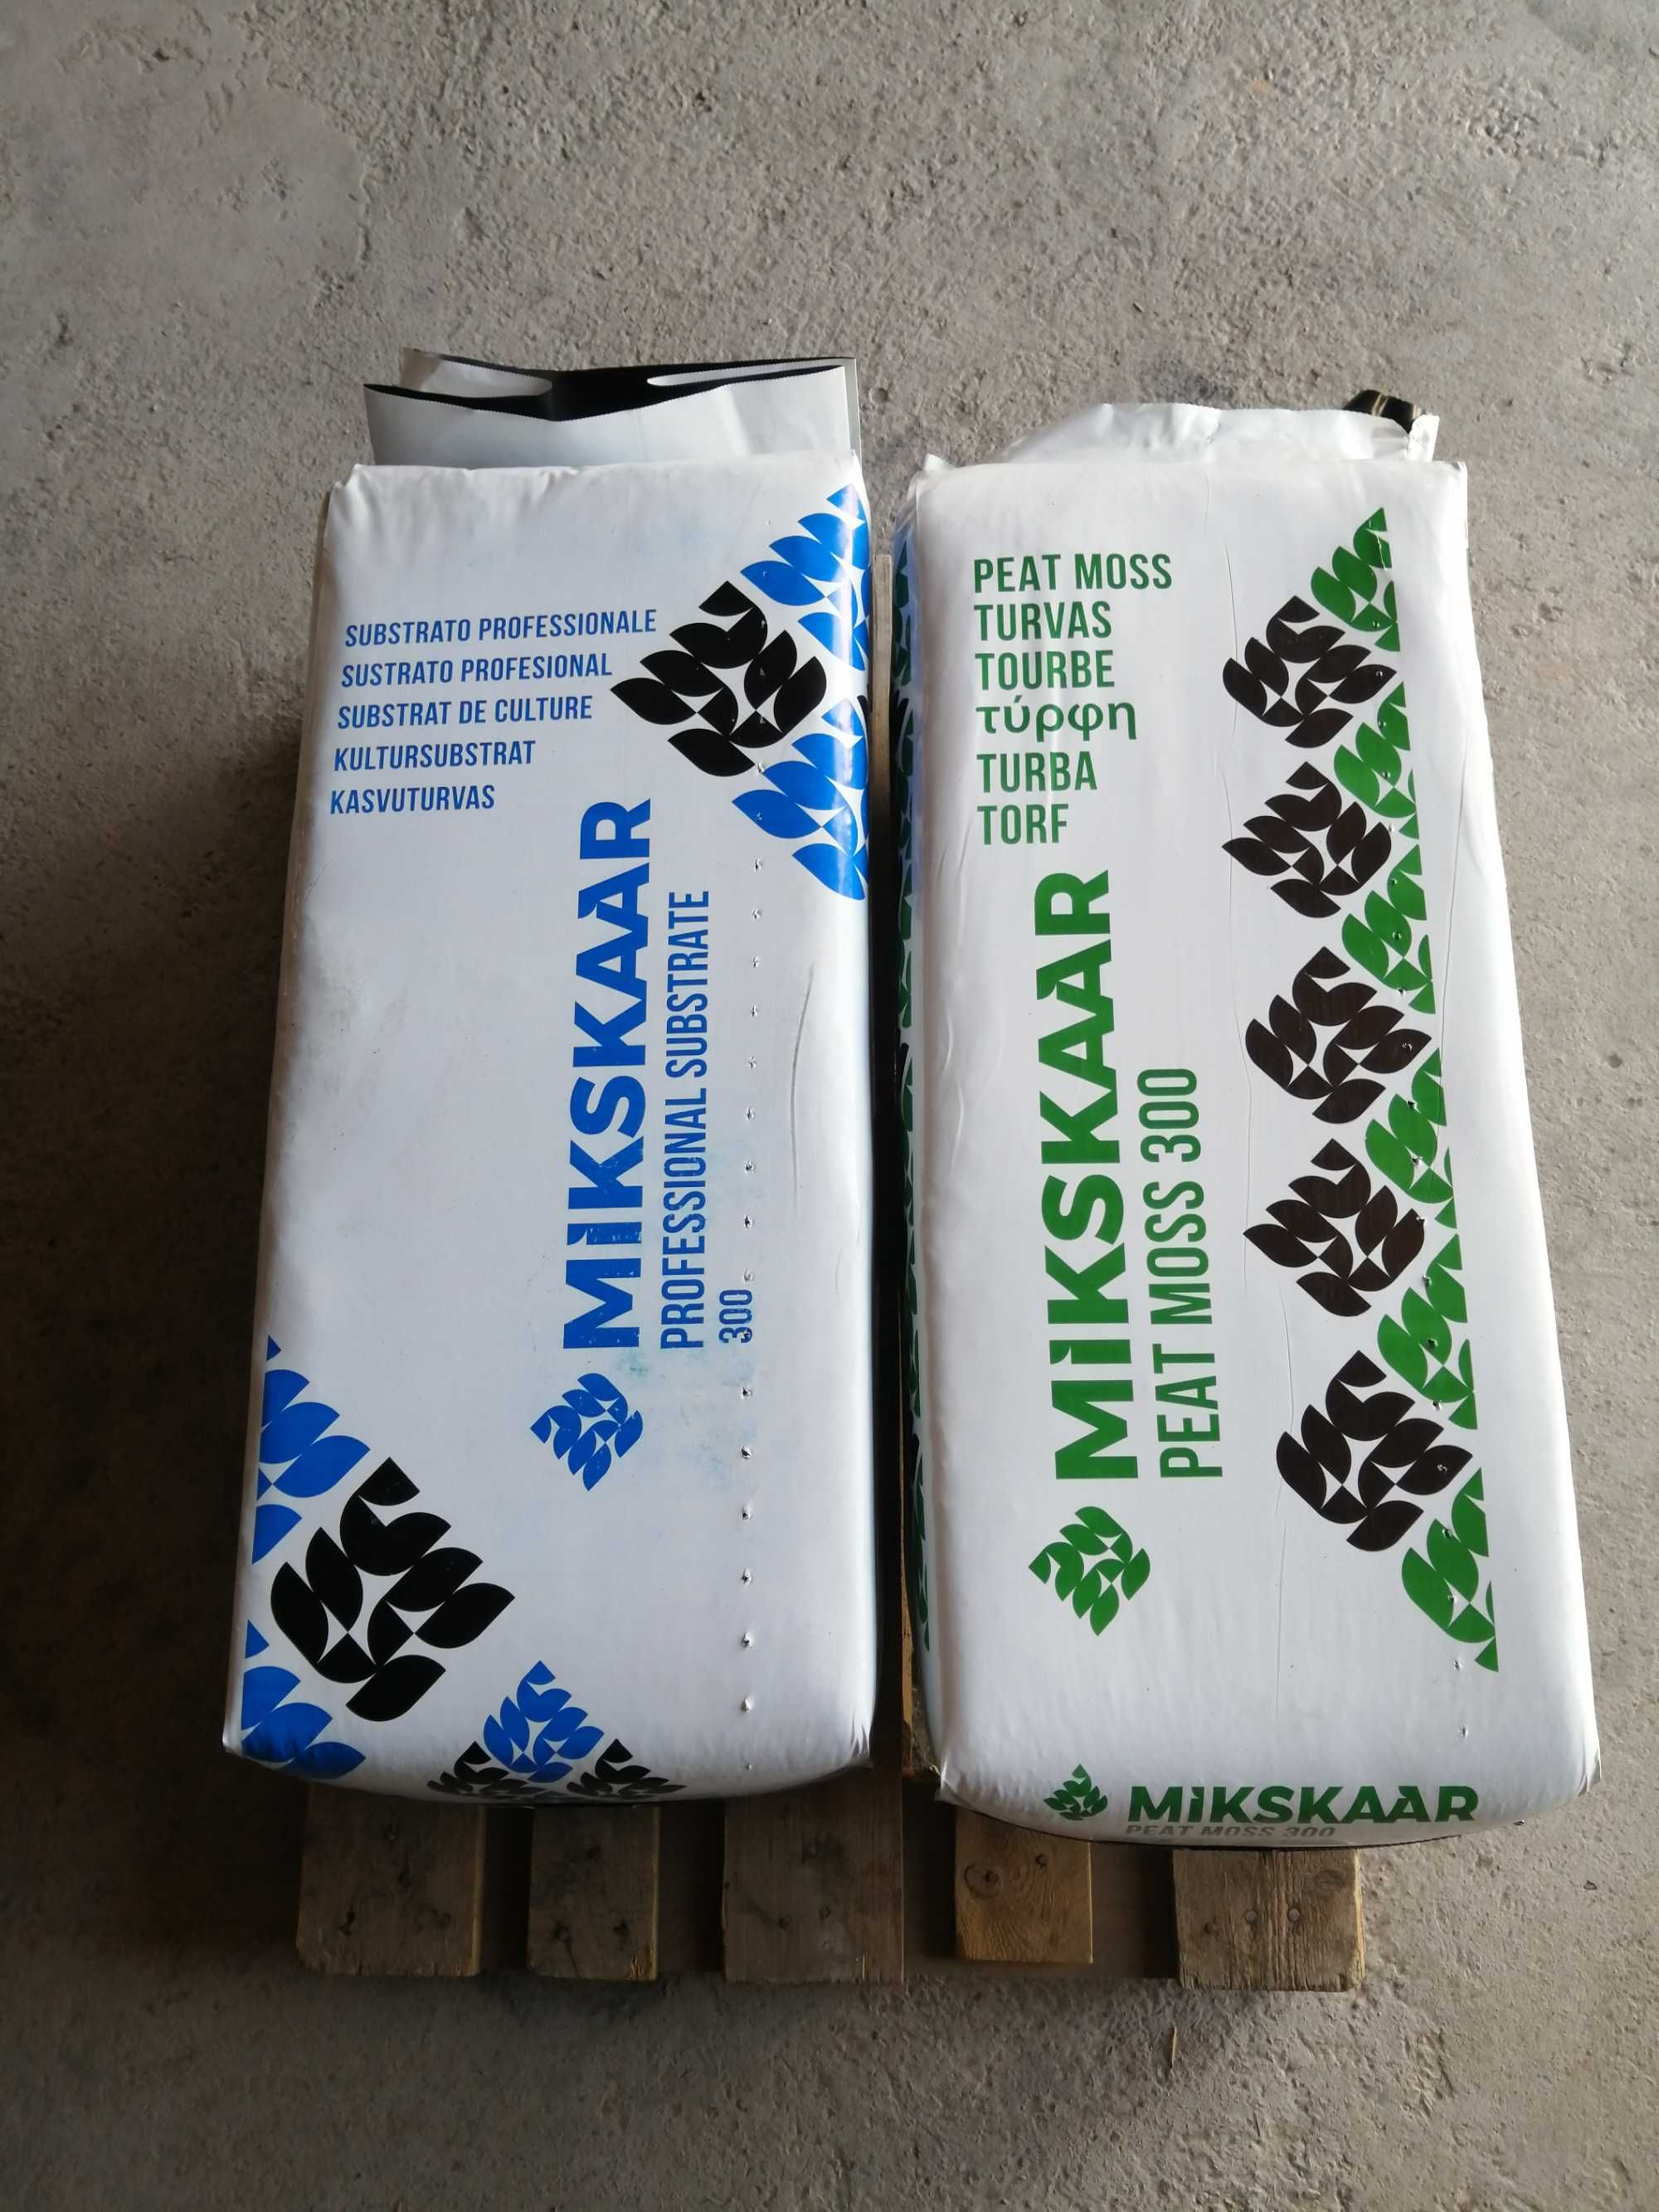 SUBSTRATO PROFESSIONALE
SUSTRATO PROFESIONAL
SUBSTRAT DE CULTURE
KULTURSUBSTRAT
KASVUTURVAS
MIKSKAAR
PROFESSIONAL SUBSTRATE
300
PEAT MOSS
TURVAS
TOURBE
τύρφη
TURBA
TORF
MIKSKAAR
PEAT MOSS 300
MIKSKAAR
PEAT MOSS 300